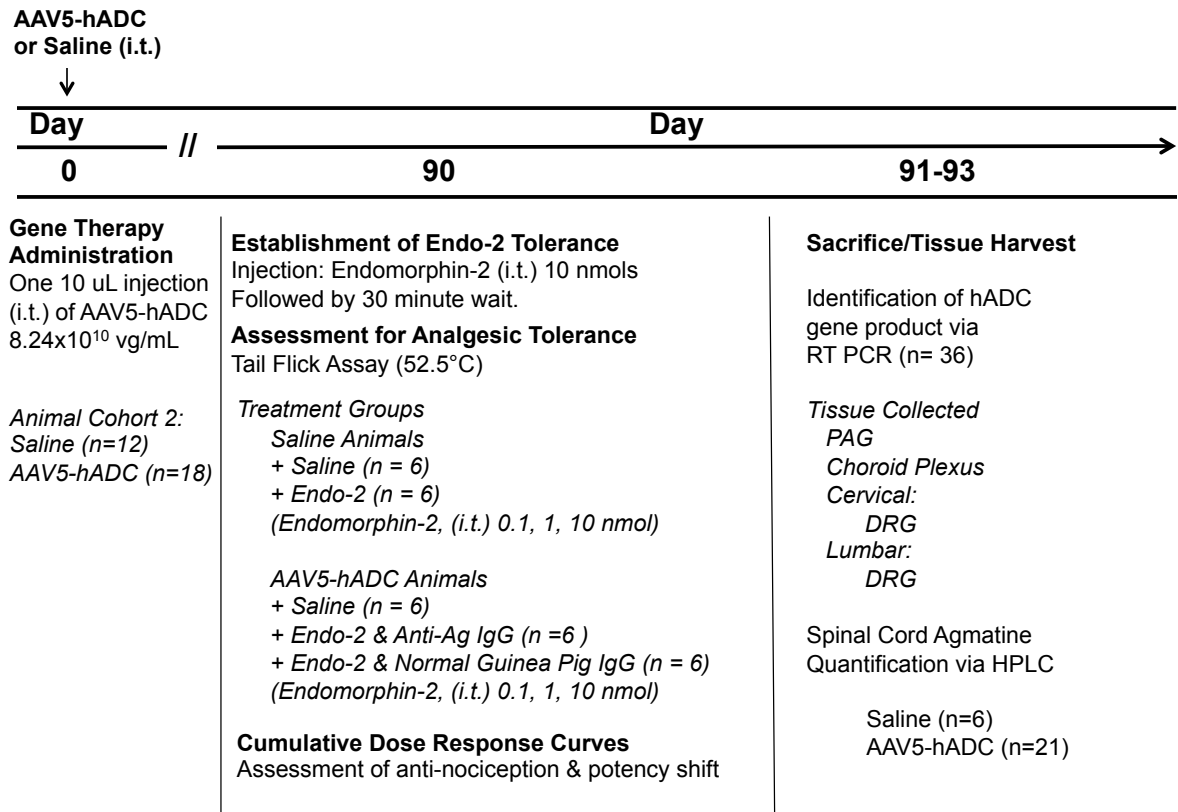 AAV5-hADC
or Saline (i.t.)
Day
//
Day
0
90
91-93
Gene Therapy
Administration
One 10 uL injection
(i.t.) of AAV5-hADC
8.24x10¹⁰ vg/mL
Animal Cohort 2:
Saline (n=12)
AAV5-hADC (n=18)
Establishment of Endo-2 Tolerance
Injection: Endomorphin-2 (i.t.) 10 nmols
Followed by 30 minute wait.
Assessment for Analgesic Tolerance
Tail Flick Assay (52.5°C)
Treatment Groups
Saline Animals
+ Saline (n = 6)
+ Endo-2 (n = 6)
(Endomorphin-2, (i.t.) 0.1, 1, 10 nmol)
AAV5-hADC Animals
+ Saline (n = 6)
+ Endo-2 & Anti-Ag IgG (n =6 )
+ Endo-2 & Normal Guinea Pig IgG (n = 6)
(Endomorphin-2, (i.t.) 0.1, 1, 10 nmol)
Cumulative Dose Response Curves
Assessment of anti-nociception & potency shift
Sacrifice/Tissue Harvest
Identification of hADC
gene product via
RT PCR (n= 36)
Tissue Collected
PAG
Choroid Plexus
Cervical:
DRG
Lumbar:
DRG
Spinal Cord Agmatine
Quantification via HPLC
Saline (n=6)
AAV5-hADC (n=21)